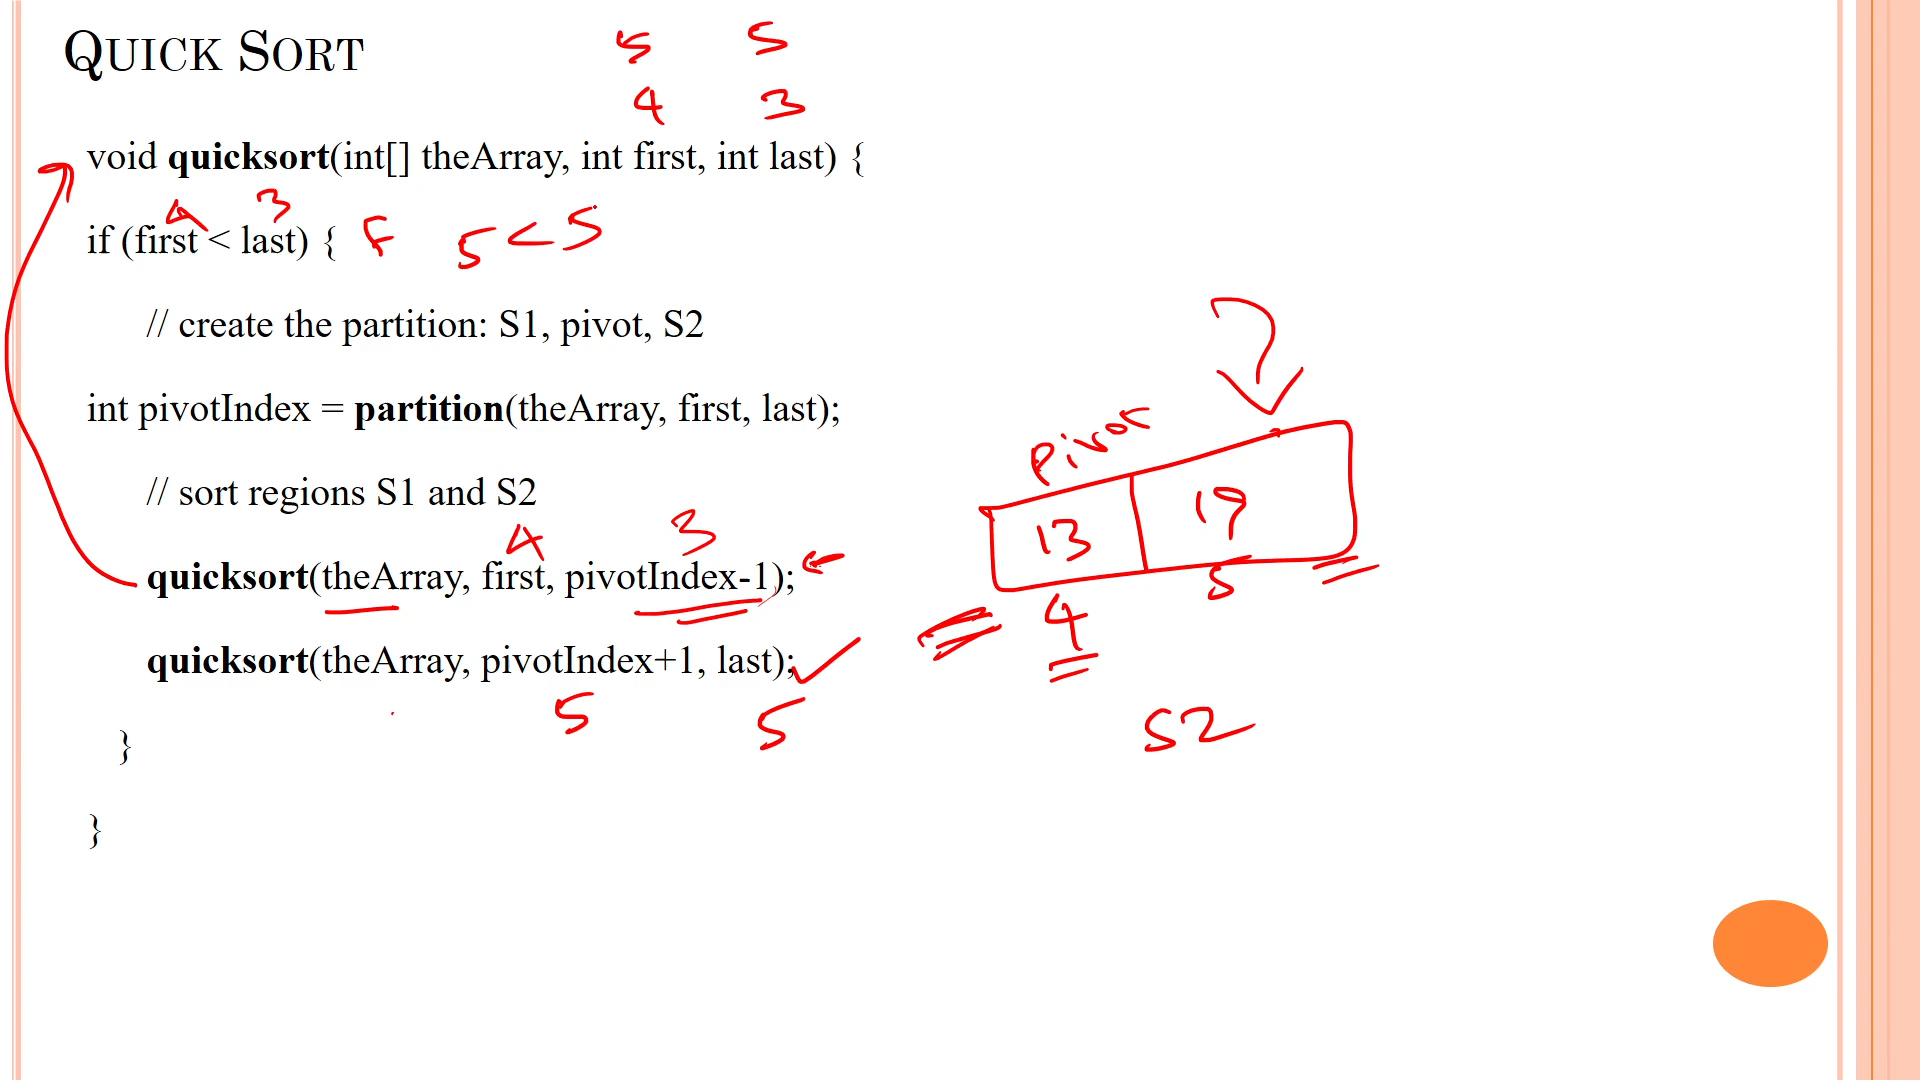 QUICK SORT
5 5
4 3
void quicksort(int[] theArray, int first, int last) {
4 3
if (first < last) { F 5 < 5
// create the partition: S1, pivot, S2
int pivotIndex = partition(theArray, first, last);
Pivot
// sort regions S1 and S2
13 19
4 3
quicksort(theArray, first, pivotIndex-1);
4 5
quicksort(theArray, pivotIndex+1, last);
5 5
S2
}
}